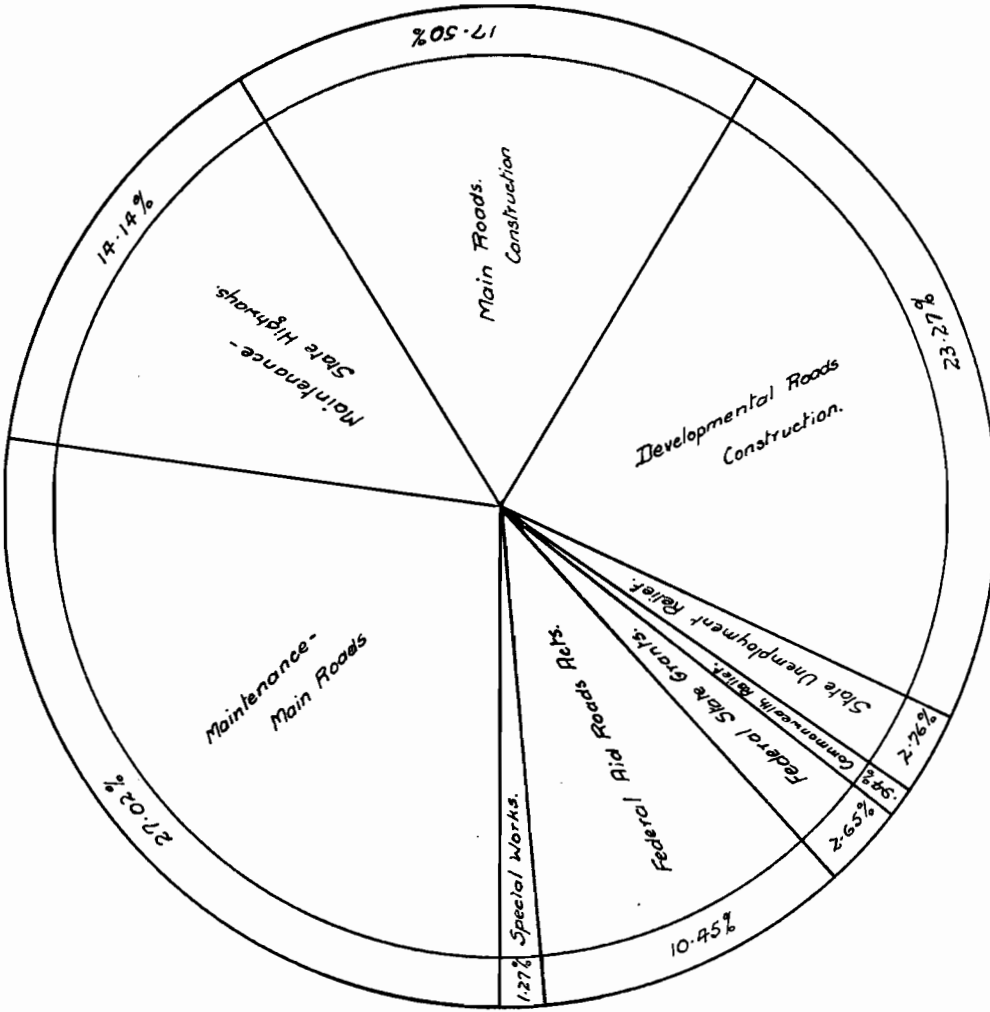 17.50%
Main Roads.
Construction
23.27%
Developmental Roads
Construction.
State Unemployment Relief.
2.76%
Commonwealth Relief.
.94%
Federal State Grants.
2.65%
Federal Aid Roads Acts.
10.45%
Special Works.
1.27%
Maintenance-
Main Roads
27.02%
Maintenance-
State Highways.
14.14%